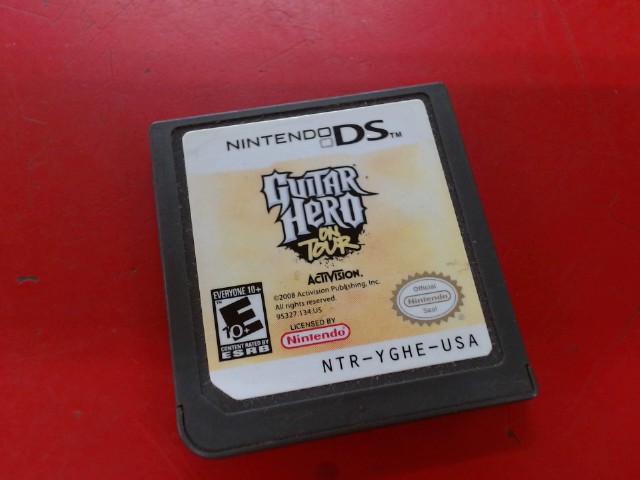 NINTENDO DS™
GUITAR
HERO
ON
TOUR
ACTIVISION.
©2008 Activision Publishing, Inc.
All rights reserved.
95327.134.US
EVERYONE 10+
E
10+
CONTENT RATED BY
ESRB
LICENSED BY
Nintendo
Official
Nintendo
Seal
NTR-YGHE-USA